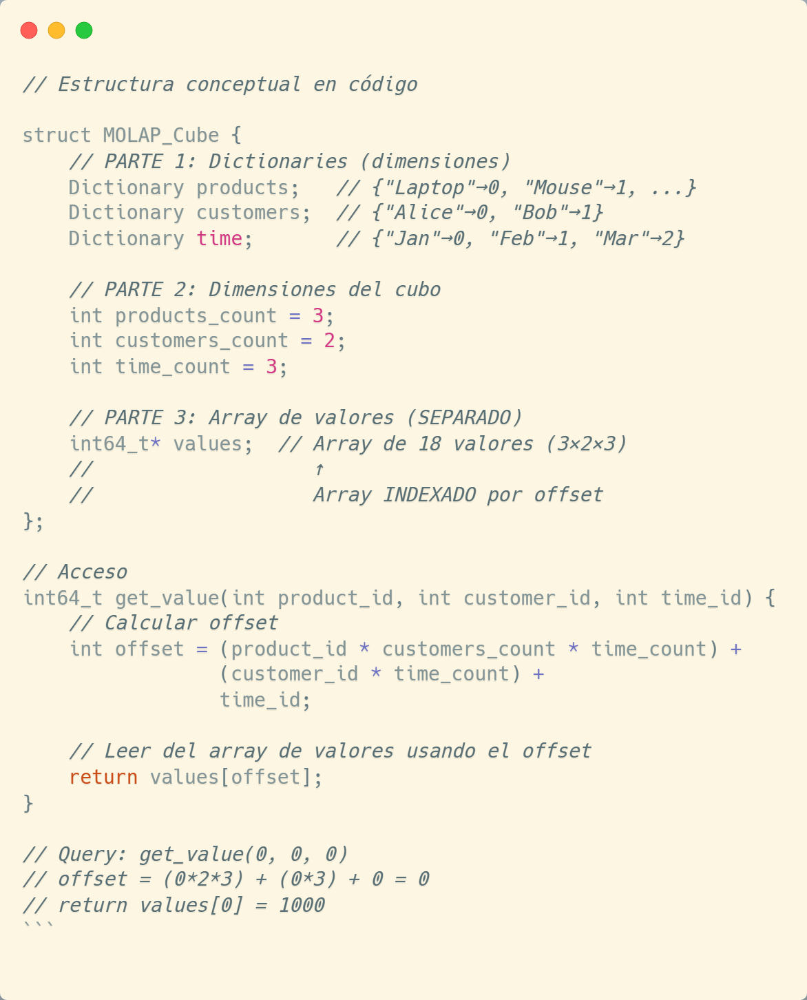 // Estructura conceptual en código
struct MOLAP_Cube {
    // PARTE 1: Dictionaries (dimensiones)
    Dictionary products;   // {"Laptop"→0, "Mouse"→1, ...}
    Dictionary customers;  // {"Alice"→0, "Bob"→1}
    Dictionary time;       // {"Jan"→0, "Feb"→1, "Mar"→2}
    // PARTE 2: Dimensiones del cubo
    int products_count = 3;
    int customers_count = 2;
    int time_count = 3;
    // PARTE 3: Array de valores (SEPARADO)
    int64_t* values;  // Array de 18 valores (3×2×3)
    //                   ↑
    //                   Array INDEXADO por offset
};
// Acceso
int64_t get_value(int product_id, int customer_id, int time_id) {
    // Calcular offset
    int offset = (product_id * customers_count * time_count) +
                 (customer_id * time_count) +
                 time_id;
    // Leer del array de valores usando el offset
    return values[offset];
}
// Query: get_value(0, 0, 0)
// offset = (0*2*3) + (0*3) + 0 = 0
// return values[0] = 1000
```